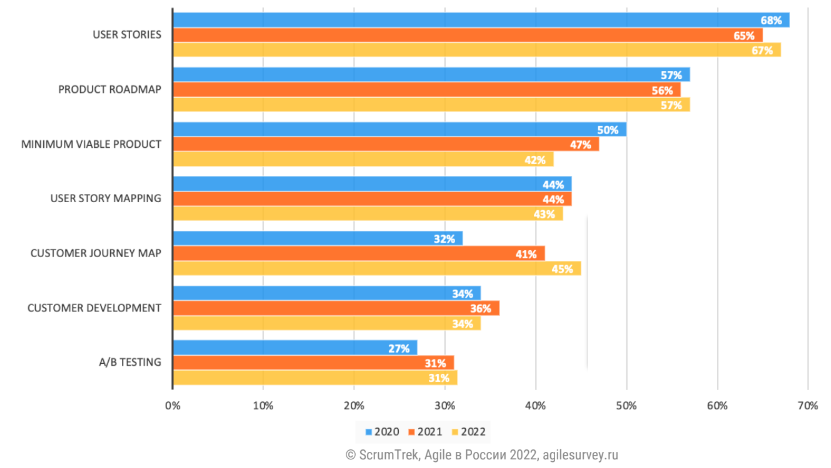 USER STORIES
68%
65%
67%
PRODUCT ROADMAP
57%
56%
57%
MINIMUM VIABLE PRODUCT
50%
47%
42%
USER STORY MAPPING
44%
44%
43%
CUSTOMER JOURNEY MAP
32%
41%
45%
CUSTOMER DEVELOPMENT
34%
36%
34%
A/B TESTING
27%
31%
31%
0% 10% 20% 30% 40% 50% 60% 70%
2020 2021 2022
© ScrumTrek, Agile в России 2022, agilesurvey.ru